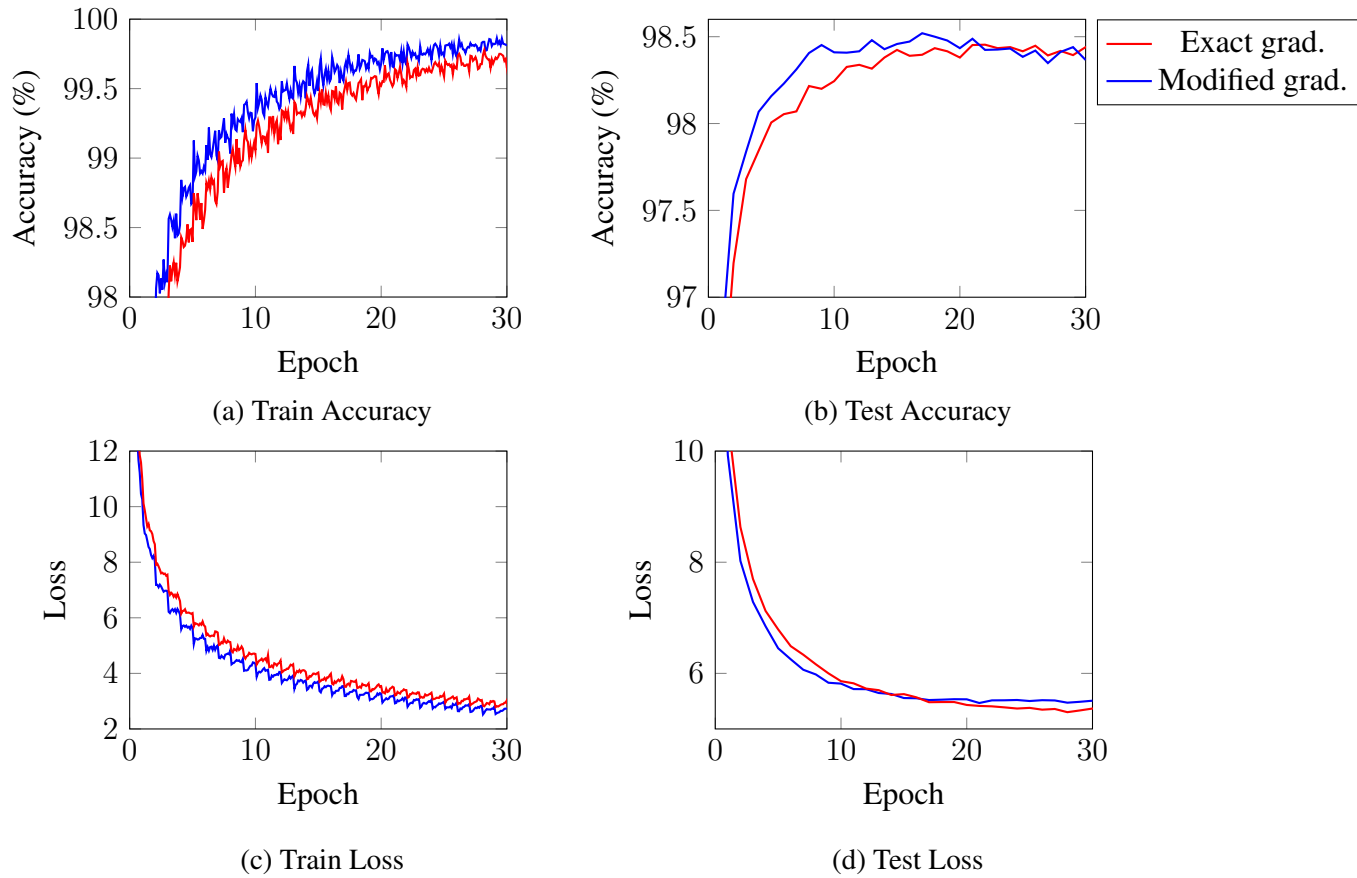 100
99.5
99
98.5
98
0
10
20
30
Accuracy (%)
Epoch
(a) Train Accuracy
98.5
98
97.5
97
0
10
20
30
Accuracy (%)
Epoch
(b) Test Accuracy
Exact grad.
Modified grad.
12
10
8
6
4
2
0
10
20
30
Loss
Epoch
(c) Train Loss
10
8
6
0
10
20
30
Loss
Epoch
(d) Test Loss